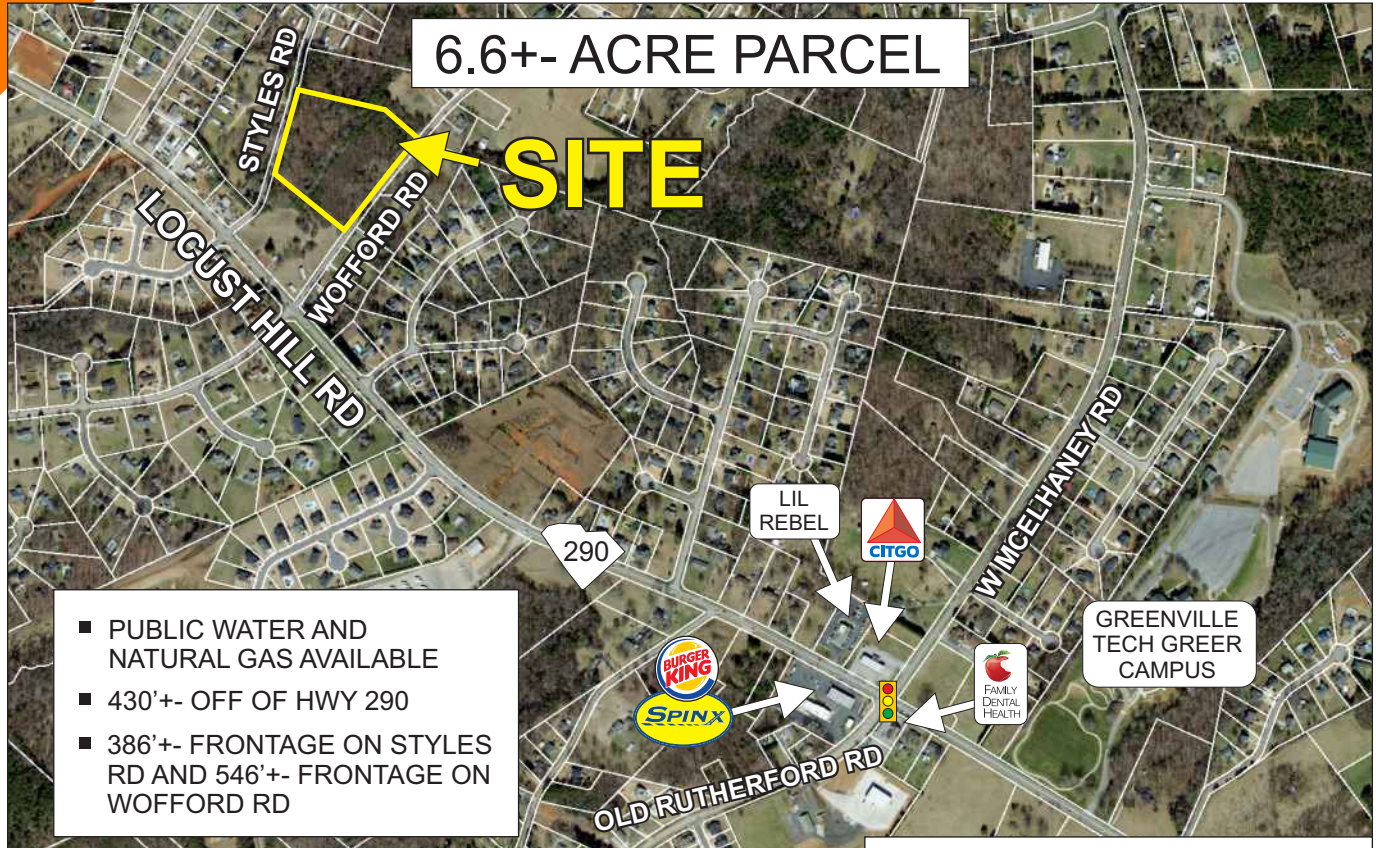 6.6+- ACRE PARCEL
STYLES RD
SITE
WOFFORD RD
LOCUST HILL RD
W MCELHANEY RD
290
LIL
REBEL
CITGO
BURGER
KING
SPINX
FAMILY
DENTAL
HEALTH
GREENVILLE
TECH GREER
CAMPUS
OLD RUTHERFORD RD
▪ PUBLIC WATER AND
NATURAL GAS AVAILABLE
▪ 430'+- OFF OF HWY 290
▪ 386'+- FRONTAGE ON STYLES
RD AND 546'+- FRONTAGE ON
WOFFORD RD